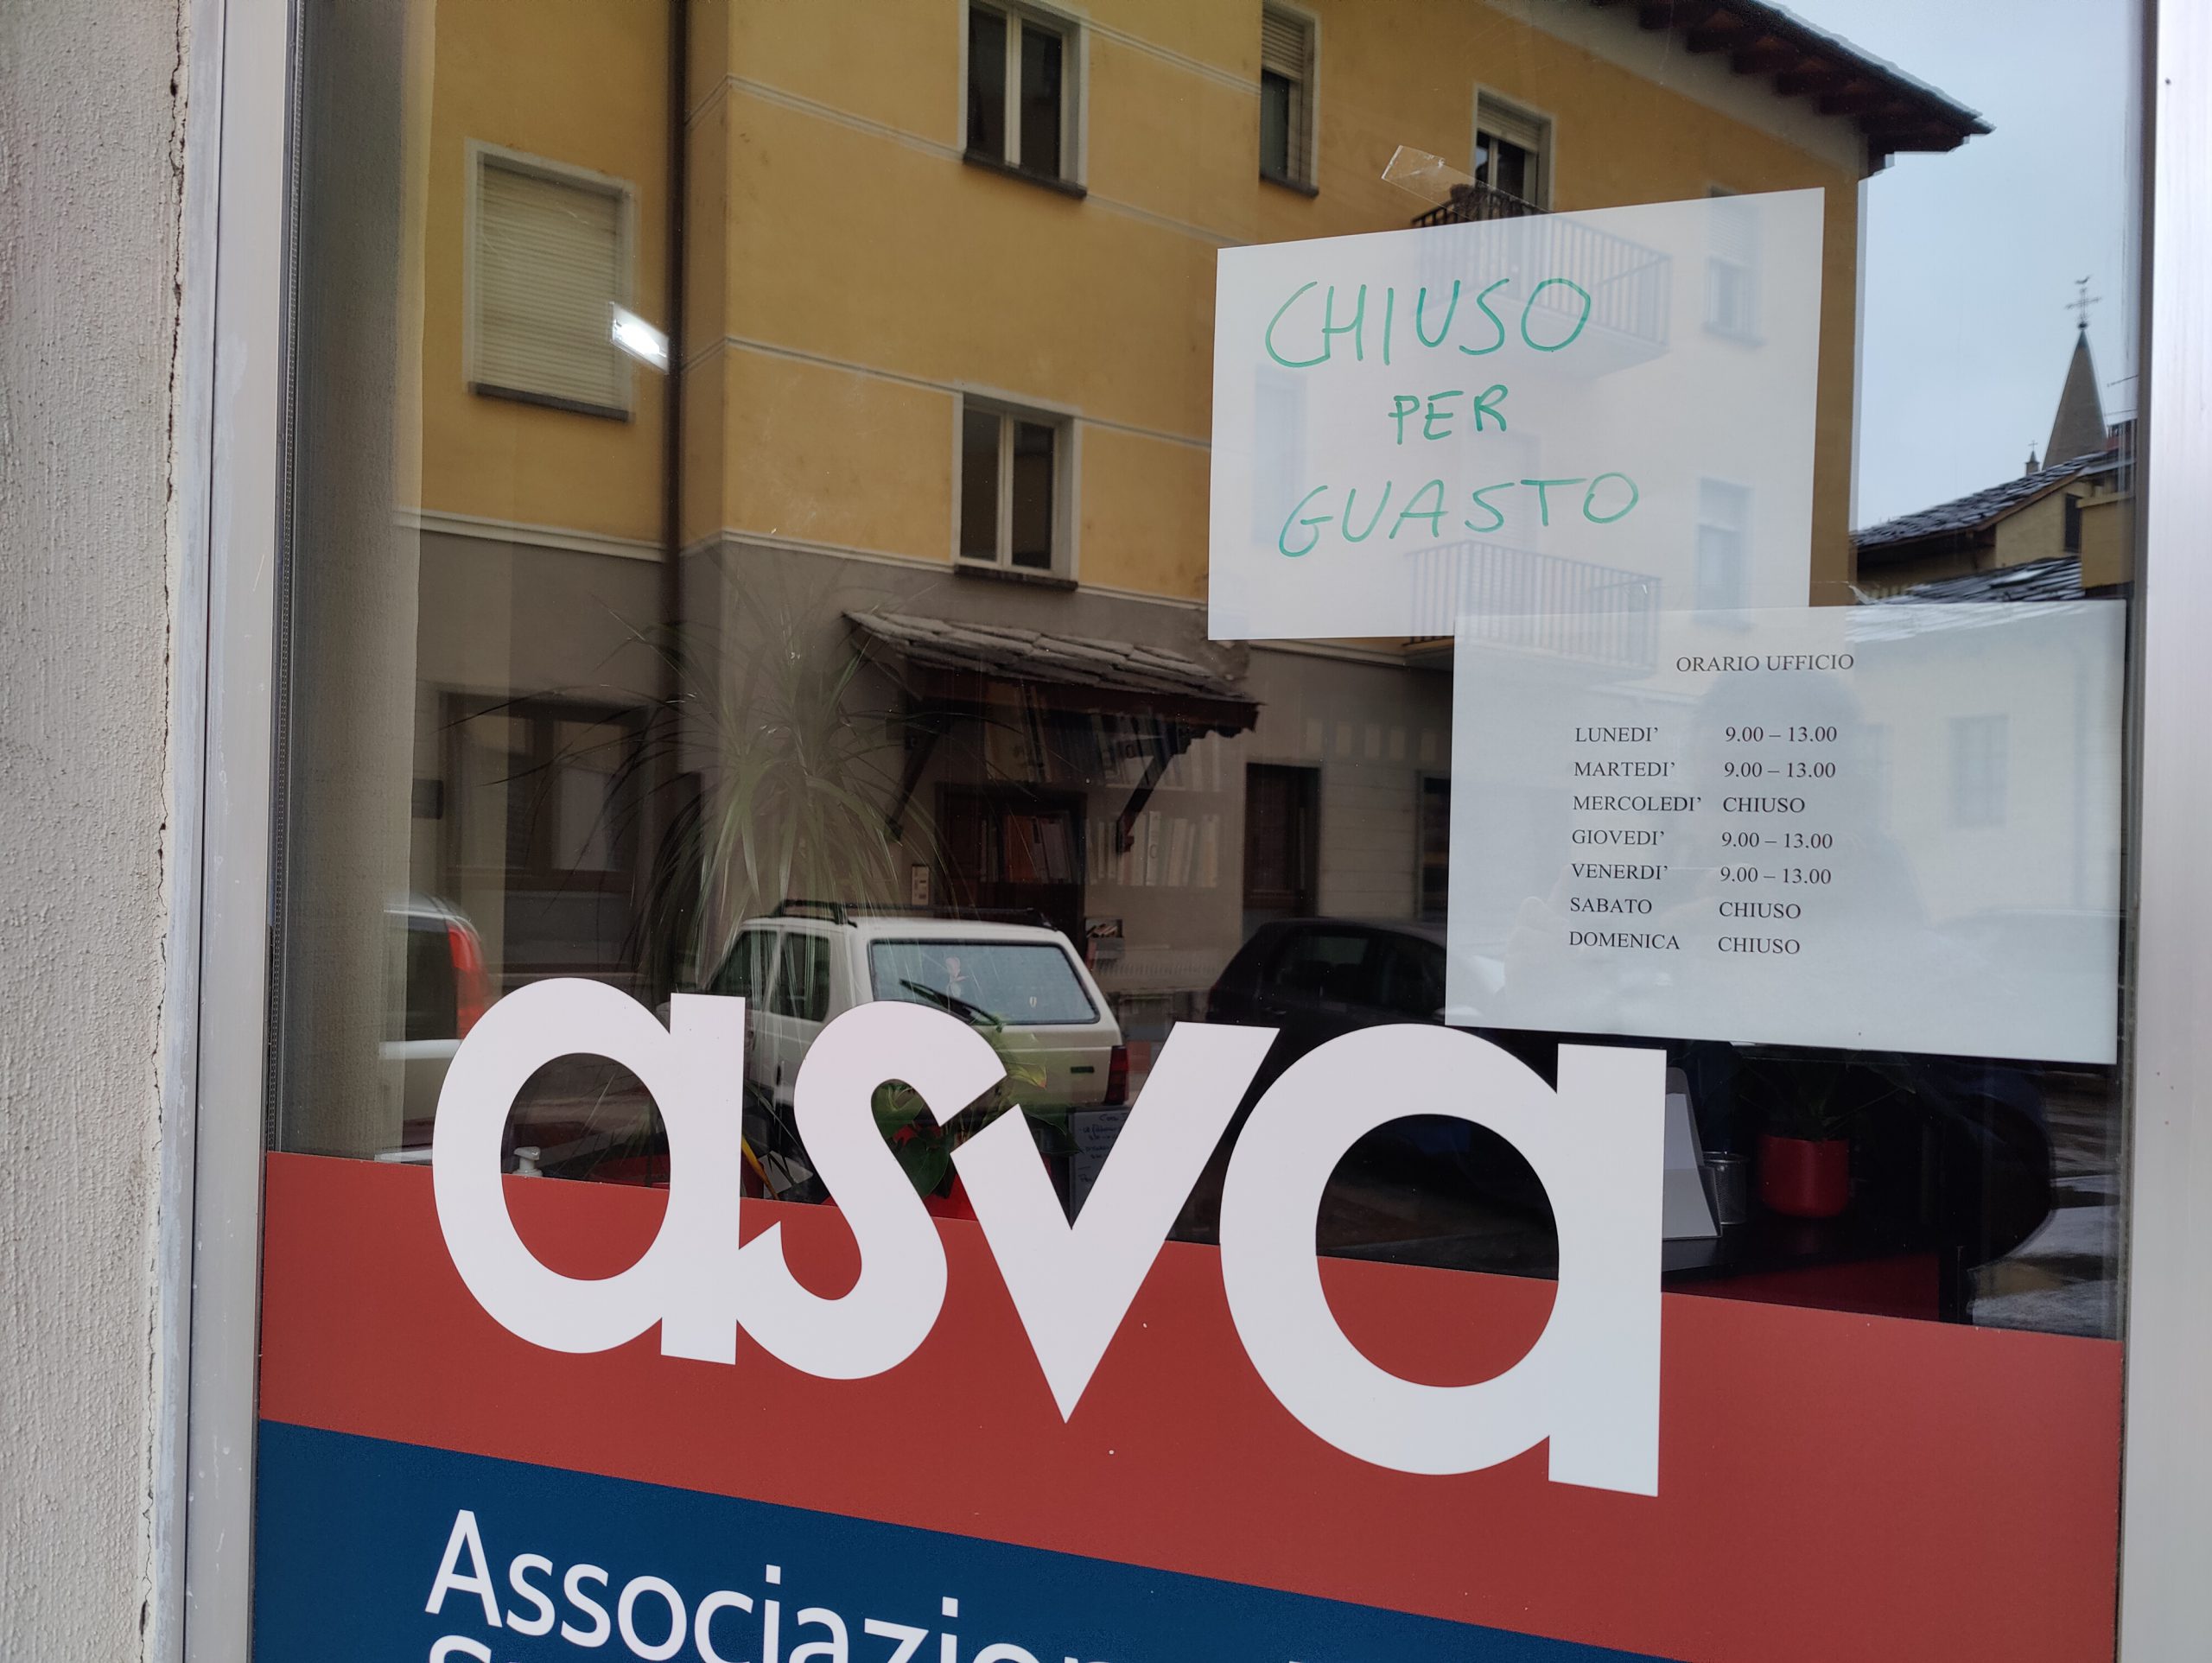 CHIUSO
PER
GUASTO
ORARIO UFFICIO
LUNEDI’ 9.00 – 13.00
MARTEDI’ 9.00 – 13.00
MERCOLEDI’ CHIUSO
GIOVEDI’ 9.00 – 13.00
VENERDI’ 9.00 – 13.00
SABATO CHIUSO
DOMENICA CHIUSO
asva